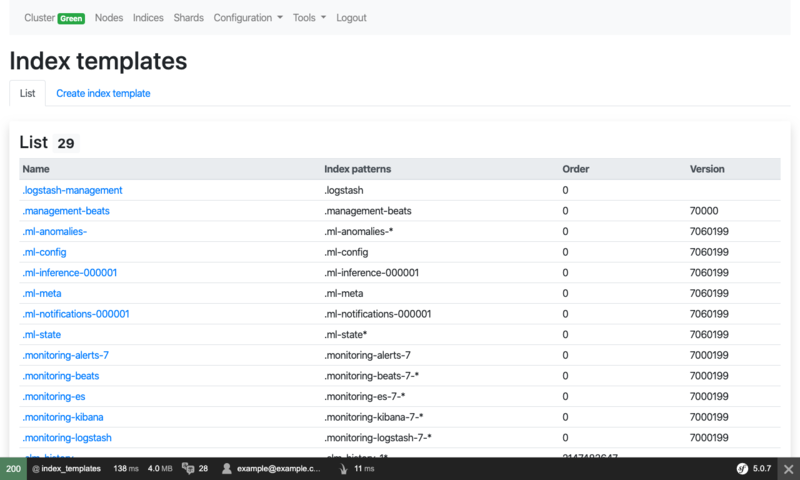 Cluster Green Nodes Indices Shards Configuration Tools Logout
Index templates
List Create index template
List 29
Name Index patterns Order Version
.logstash-management .logstash 0
.management-beats .management-beats 0 70000
.ml-anomalies- .ml-anomalies-* 0 7060199
.ml-config .ml-config 0 7060199
.ml-inference-000001 .ml-inference-000001 0 7060199
.ml-meta .ml-meta 0 7060199
.ml-notifications-000001 .ml-notifications-000001 0 7060199
.ml-state .ml-state* 0 7060199
.monitoring-alerts-7 .monitoring-alerts-7 0 7000199
.monitoring-beats .monitoring-beats-7-* 0 7000199
.monitoring-es .monitoring-es-7-* 0 7000199
.monitoring-kibana .monitoring-kibana-7-* 0 7000199
.monitoring-logstash .monitoring-logstash-7-* 0 7000199
200 @ index_templates 138 ms 4.0 MB 28 example@example.c... 11 ms sf 5.0.7